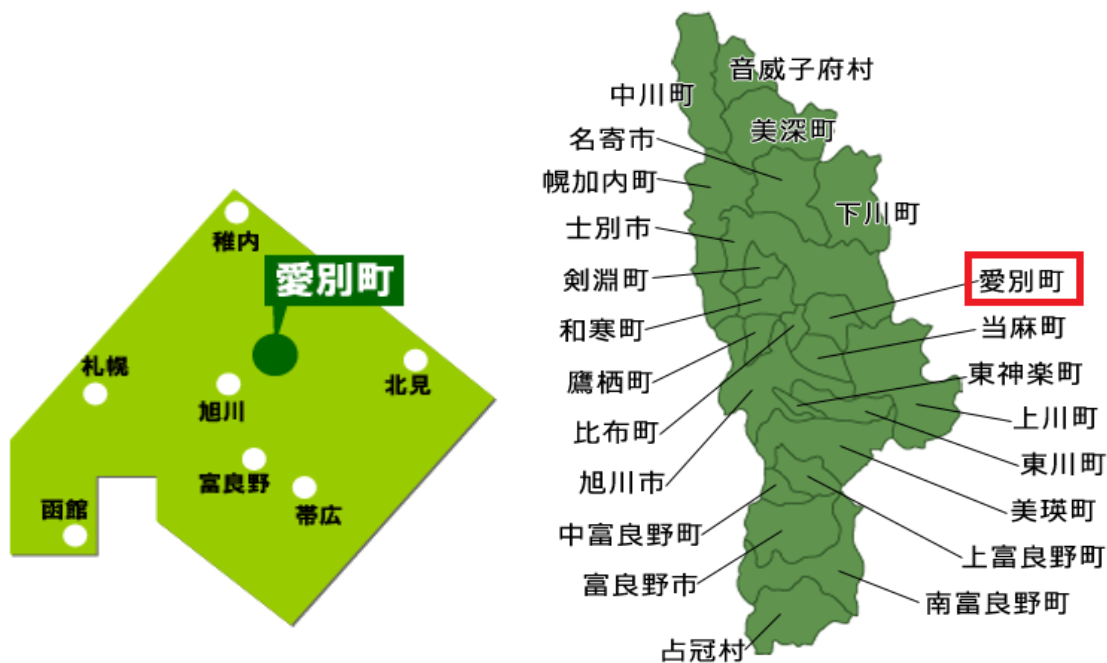 稚内
愛別町
札幌
旭川
北見
富良野
帯広
函館
音威子府村
中川町
美深町
名寄市
幌加内町
下川町
士別市
剣淵町
愛別町
和寒町
当麻町
鷹栖町
東神楽町
比布町
上川町
旭川市
東川町
美瑛町
中富良野町
上富良野町
富良野市
南富良野町
占冠村